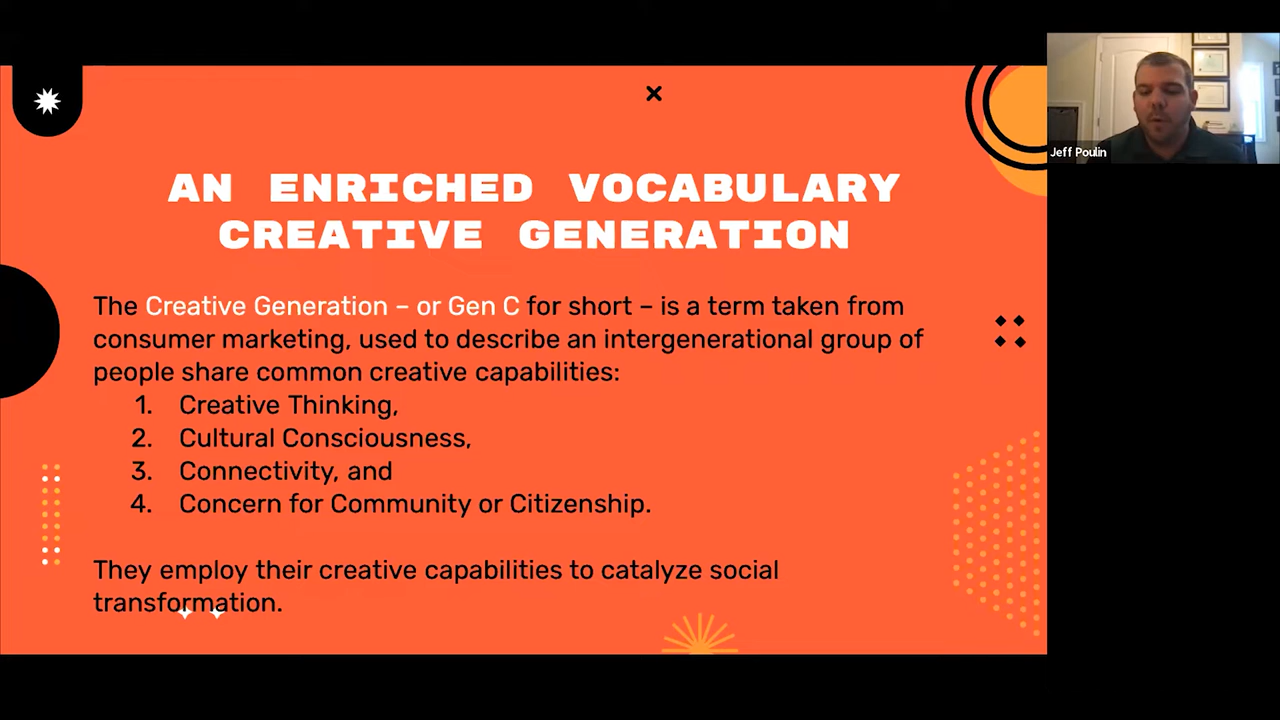 AN ENRICHED VOCABULARY
CREATIVE GENERATION
The Creative Generation – or Gen C for short – is a term taken from
consumer marketing, used to describe an intergenerational group of
people share common creative capabilities:
1. Creative Thinking,
2. Cultural Consciousness,
3. Connectivity, and
4. Concern for Community or Citizenship.
They employ their creative capabilities to catalyze social
transformation.
Jeff Poulin